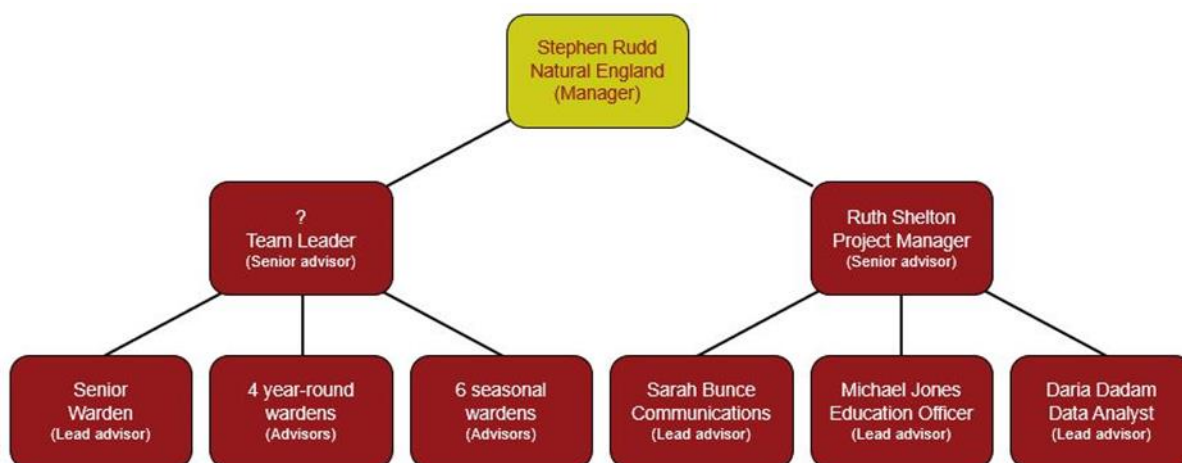 Stephen Rudd
Natural England
(Manager)
?
Team Leader
(Senior advisor)
Ruth Shelton
Project Manager
(Senior advisor)
Senior
Warden
(Lead advisor)
4 year-round
wardens
(Advisors)
6 seasonal
wardens
(Advisors)
Sarah Bunce
Communications
(Lead advisor)
Michael Jones
Education Officer
(Lead advisor)
Daria Dadam
Data Analyst
(Lead advisor)